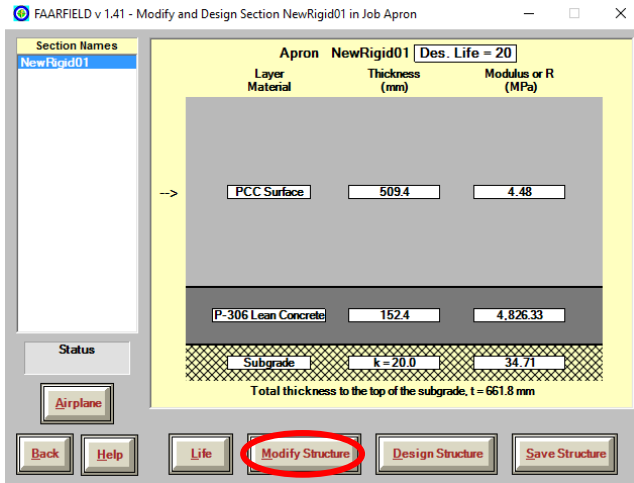 FAARFIELD v 1.41 - Modify and Design Section NewRigid01 in Job Apron
Section Names
NewRigid01
Apron NewRigid01 Des. Life = 20
Layer Material Thickness (mm) Modulus or R (MPa)
--> PCC Surface 509.4 4.48
P-306 Lean Concrete 152.4 4,826.33
Subgrade k = 20.0 34.71
Total thickness to the top of the subgrade, t = 661.8 mm
Status
Airplane
Back Help Life Modify Structure Design Structure Save Structure